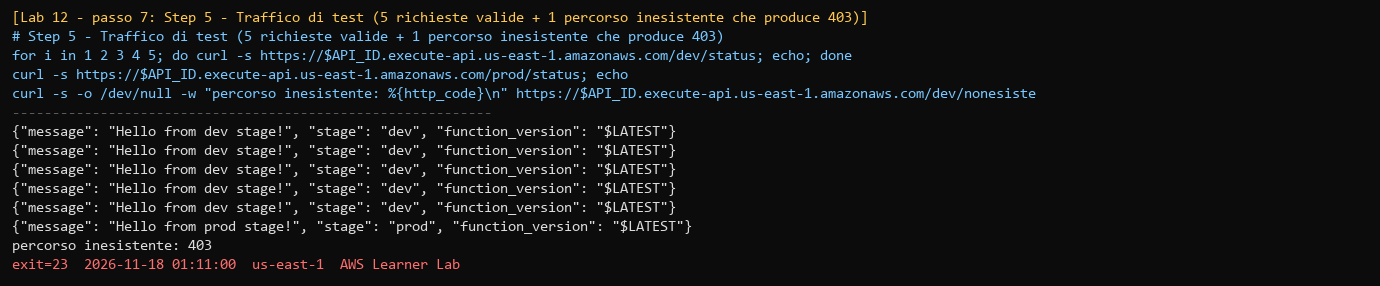 [Lab 12 - passo 7: Step 5 - Traffico di test (5 richieste valide + 1 percorso inesistente che produce 403)]
# Step 5 - Traffico di test (5 richieste valide + 1 percorso inesistente che produce 403)
for i in 1 2 3 4 5; do curl -s https://$API_ID.execute-api.us-east-1.amazonaws.com/dev/status; echo; done
curl -s https://$API_ID.execute-api.us-east-1.amazonaws.com/prod/status; echo
curl -s -o /dev/null -w "percorso inesistente: %{http_code}\n" https://$API_ID.execute-api.us-east-1.amazonaws.com/dev/nonesiste
------------------------------------------------------------
{"message": "Hello from dev stage!", "stage": "dev", "function_version": "$LATEST"}
{"message": "Hello from dev stage!", "stage": "dev", "function_version": "$LATEST"}
{"message": "Hello from dev stage!", "stage": "dev", "function_version": "$LATEST"}
{"message": "Hello from dev stage!", "stage": "dev", "function_version": "$LATEST"}
{"message": "Hello from dev stage!", "stage": "dev", "function_version": "$LATEST"}
{"message": "Hello from prod stage!", "stage": "prod", "function_version": "$LATEST"}
percorso inesistente: 403
exit=23  2026-11-18 01:11:00  us-east-1  AWS Learner Lab